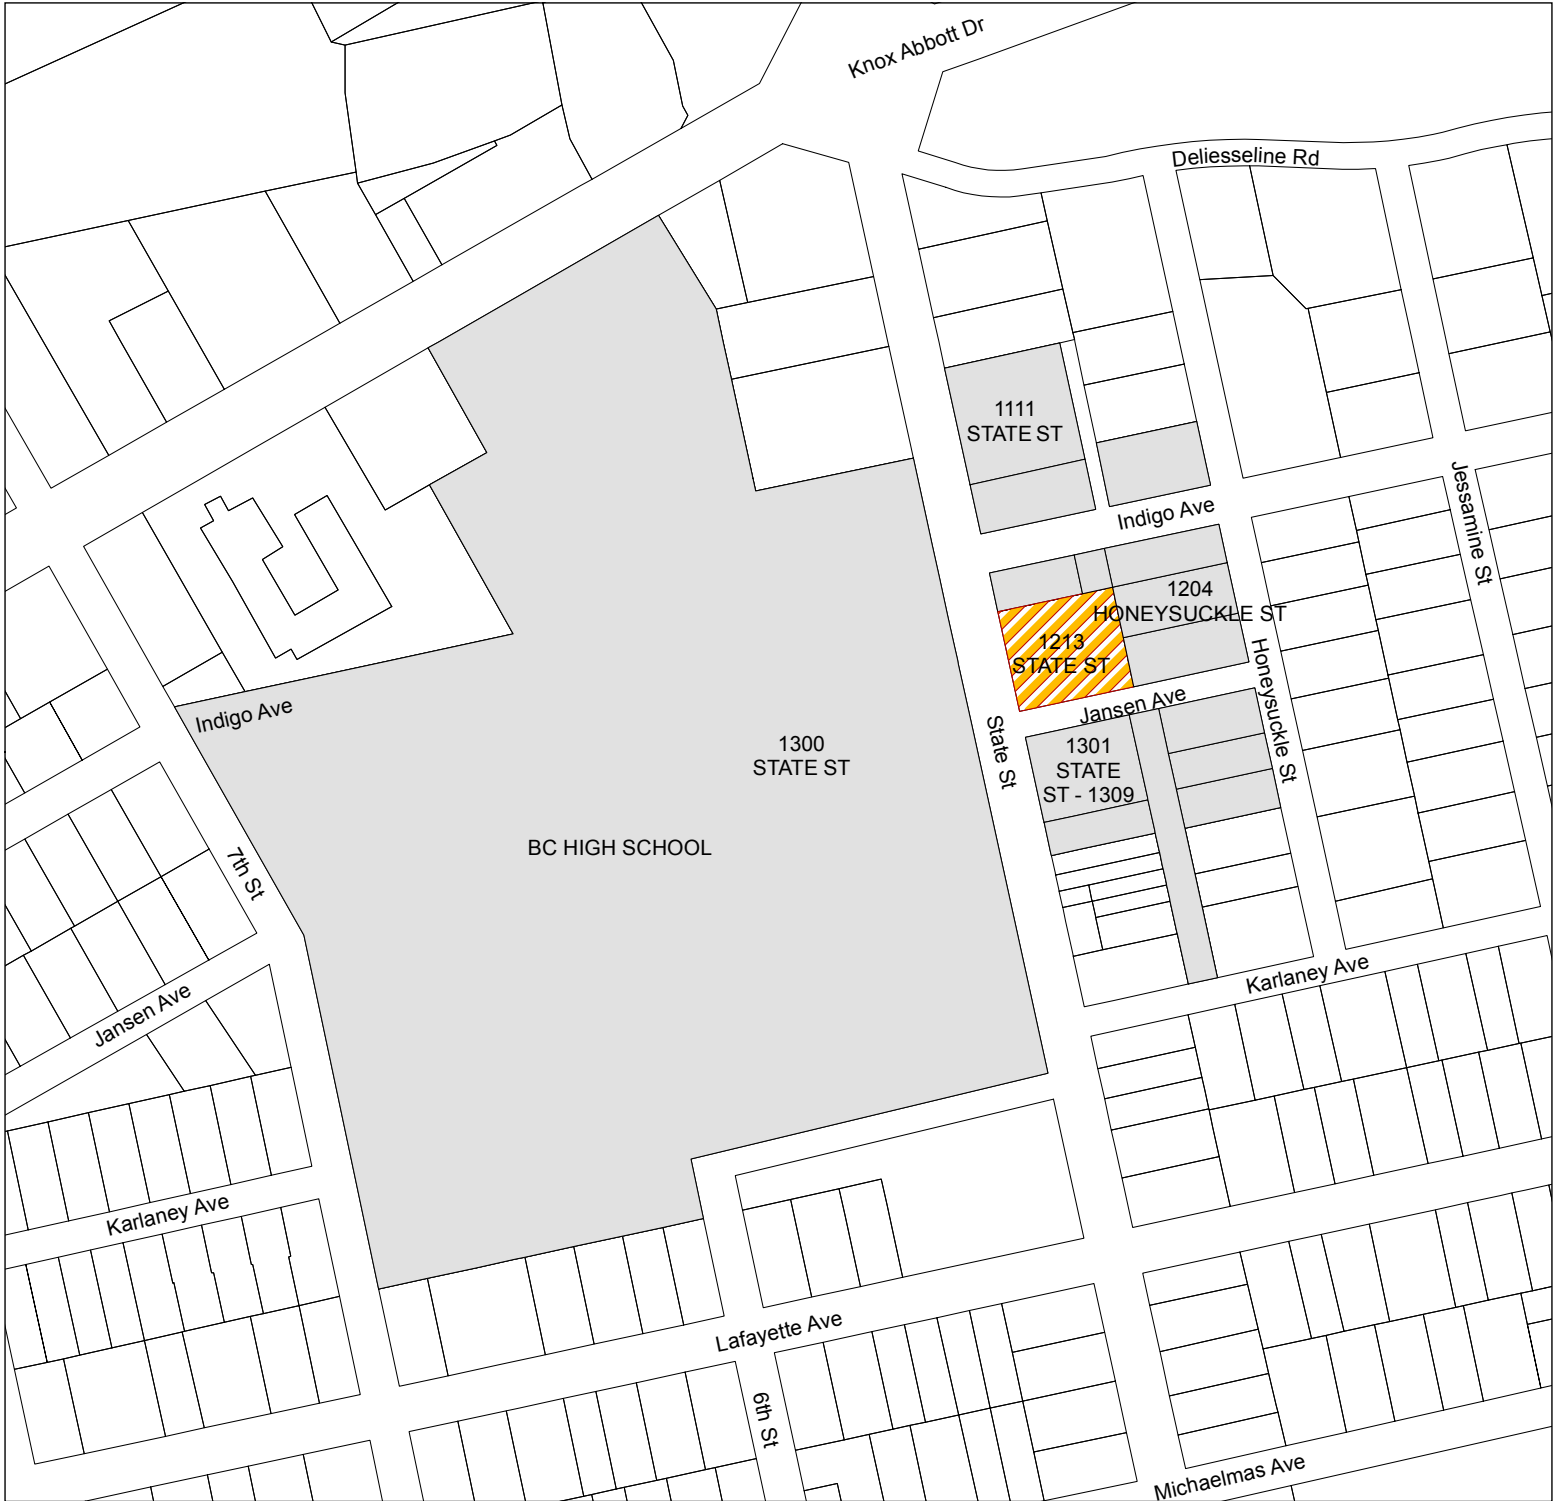 Knox Abbott Dr
Deliesseline Rd
1111
STATE ST
Jessamine St
Indigo Ave
1204
HONEYSUCKLE ST
1213
STATE ST
Honeysuckle St
Jansen Ave
Indigo Ave
State St
1300
STATE ST
1301
STATE
ST - 1309
BC HIGH SCHOOL
7th St
Karlaney Ave
Jansen Ave
Karlaney Ave
Lafayette Ave
6th St
Michaelmas Ave